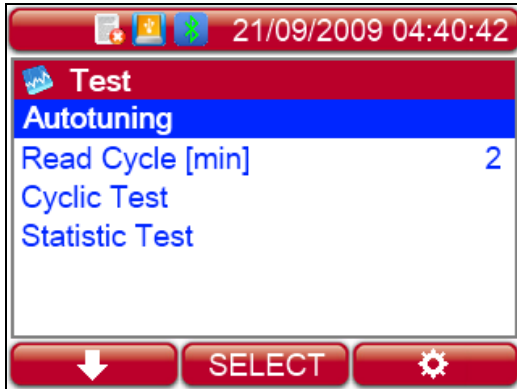 21/09/2009 04:40:42
Test
Autotuning
Read Cycle [min] 2
Cyclic Test
Statistic Test
SELECT